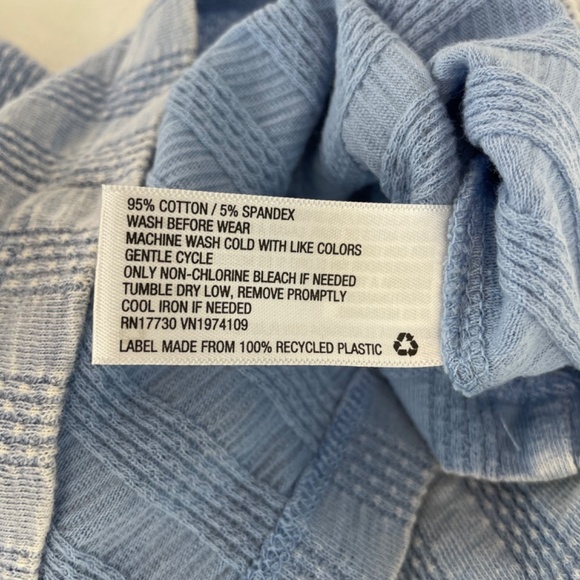 95% COTTON / 5% SPANDEX
WASH BEFORE WEAR
MACHINE WASH COLD WITH LIKE COLORS
GENTLE CYCLE
ONLY NON-CHLORINE BLEACH IF NEEDED
TUMBLE DRY LOW, REMOVE PROMPTLY
COOL IRON IF NEEDED
RN17730 VN1974109
LABEL MADE FROM 100% RECYCLED PLASTIC